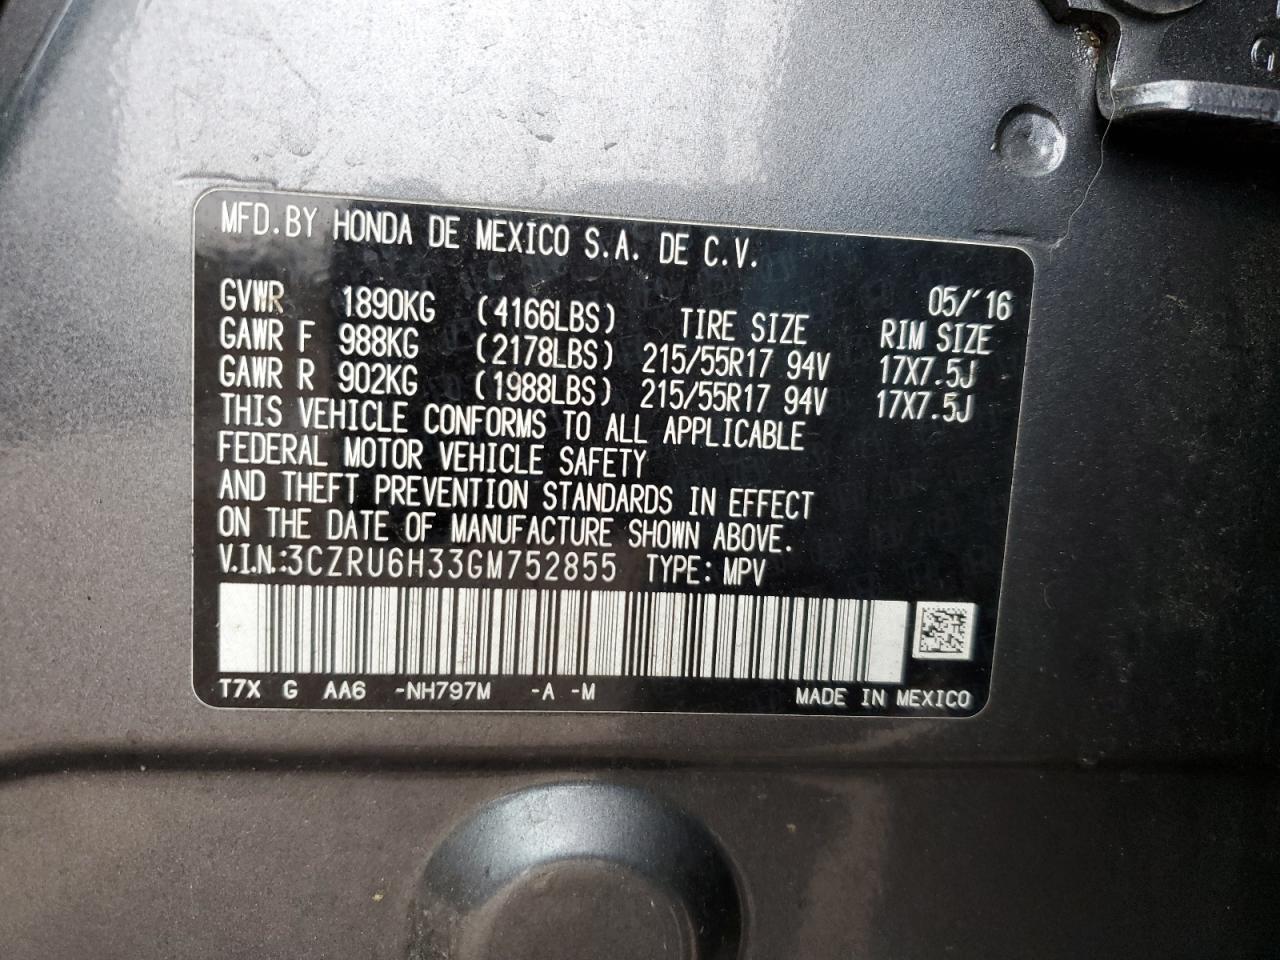 MFD.BY HONDA DE MEXICO S.A. DE C.V.
05/'16
GVWR 1890KG (4166LBS) TIRE SIZE RIM SIZE
GAWR F 988KG (2178LBS) 215/55R17 94V 17X7.5J
GAWR R 902KG (1988LBS) 215/55R17 94V 17X7.5J
THIS VEHICLE CONFORMS TO ALL APPLICABLE
FEDERAL MOTOR VEHICLE SAFETY
AND THEFT PREVENTION STANDARDS IN EFFECT
ON THE DATE OF MANUFACTURE SHOWN ABOVE.
V.I.N.:3CZRU6H33GM752855 TYPE: MPV
T7X G AA6 -NH797M -A -M MADE IN MEXICO